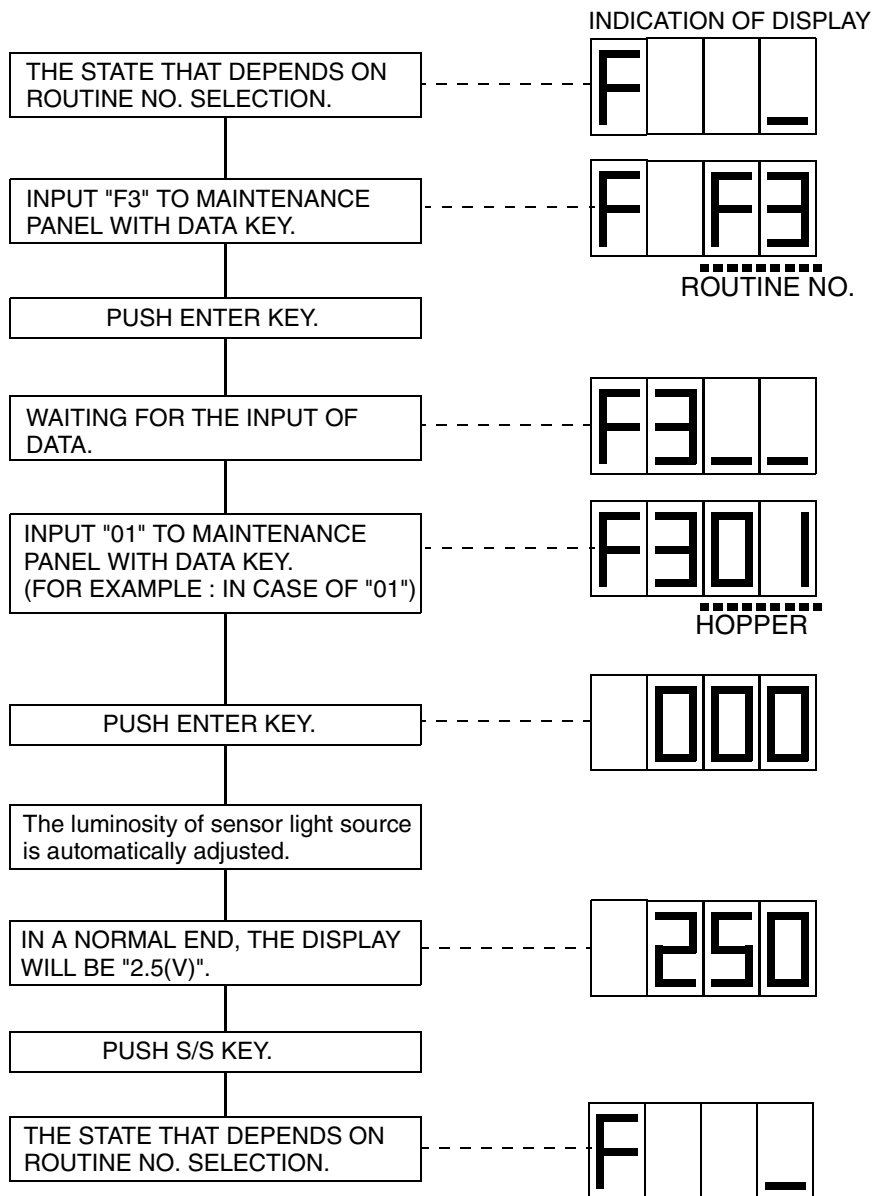 INDICATION OF DISPLAY
THE STATE THAT DEPENDS ON
ROUTINE NO. SELECTION.
F _
INPUT "F3" TO MAINTENANCE
PANEL WITH DATA KEY.
F F3
ROUTINE NO.
PUSH ENTER KEY.
WAITING FOR THE INPUT OF
DATA.
F3__
INPUT "01" TO MAINTENANCE
PANEL WITH DATA KEY.
(FOR EXAMPLE : IN CASE OF "01")
F301
HOPPER
PUSH ENTER KEY.
000
The luminosity of sensor light source
is automatically adjusted.
IN A NORMAL END, THE DISPLAY
WILL BE "2.5(V)".
250
PUSH S/S KEY.
THE STATE THAT DEPENDS ON
ROUTINE NO. SELECTION.
F _